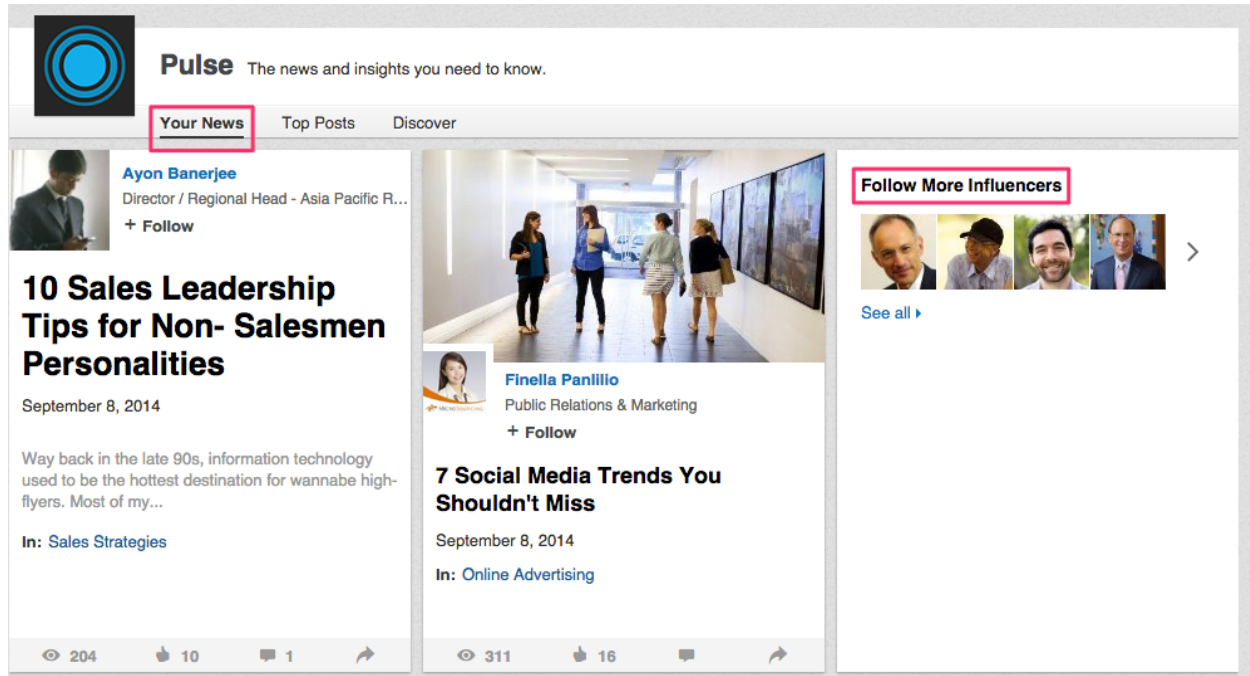 Pulse The news and insights you need to know.
Your News Top Posts Discover
Ayon Banerjee
Director / Regional Head - Asia Pacific R...
+ Follow
10 Sales Leadership
Tips for Non- Salesmen
Personalities
September 8, 2014
Way back in the late 90s, information technology
used to be the hottest destination for wannabe high-
flyers. Most of my...
In: Sales Strategies
204 10 1
Finella Panlilio
Public Relations & Marketing
+ Follow
7 Social Media Trends You
Shouldn't Miss
September 8, 2014
In: Online Advertising
311 16
Follow More Influencers
See all